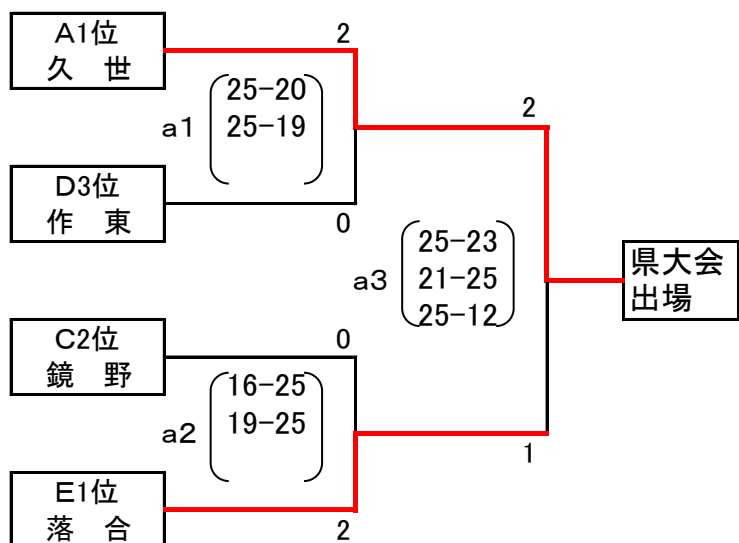 A1位
久　世
2
a1
25-20
25-19
D3位
作　東
0
2
a3
25-23
21-25
25-12
県大会
出場
C2位
鏡　野
0
a2
16-25
19-25
1
E1位
落　合
2